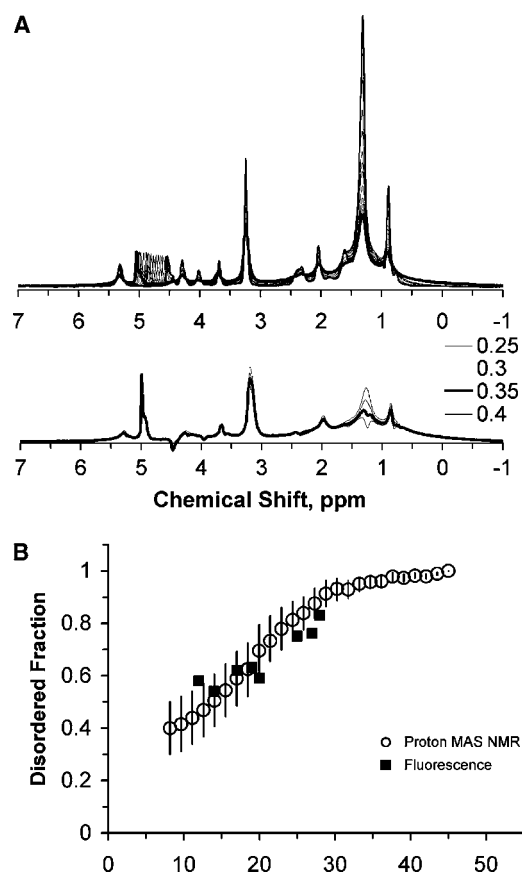 A
7 6 5 4 3 2 1 0 -1
0.25
0.3
0.35
0.4
7 6 5 4 3 2 1 0 -1
Chemical Shift, ppm
B
1
0.8
0.6
0.4
0.2
0
Disordered Fraction
Proton MAS NMR
Fluorescence
0 10 20 30 40 50